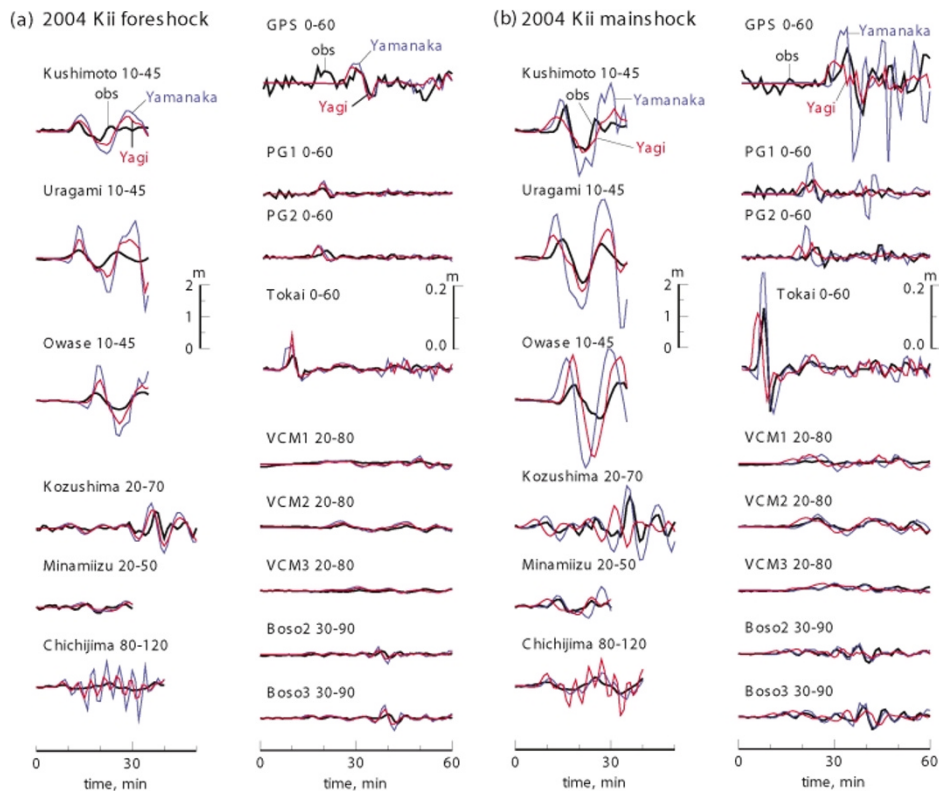 (a) 2004 Kii foreshock
Kushimoto 10-45
obs
Yamanaka
Yagi
Uragami 10-45
m
2
1
0
Owase 10-45
Kozushima 20-70
Minamiizu 20-50
Chichijima 80-120
0
30
time, min
GPS 0-60
obs
Yamanaka
Yagi
PG1 0-60
PG2 0-60
m
Tokai 0-60
0.2
0.0
VCM1 20-80
VCM2 20-80
VCM3 20-80
Boso2 30-90
Boso3 30-90
0
30
60
time, min
(b) 2004 Kii mainshock
Kushimoto 10-45
obs
Yamanaka
Yagi
Uragami 10-45
m
2
1
0
Owase 10-45
Kozushima 20-70
Minamiizu 20-50
Chichijima 80-120
0
30
time, min
GPS 0-60
Yamanaka
obs
Yagi
PG1 0-60
PG2 0-60
m
Tokai 0-60
0.2
0.0
VCM1 20-80
VCM2 20-80
VCM3 20-80
Boso2 30-90
Boso3 30-90
0
30
60
time, min